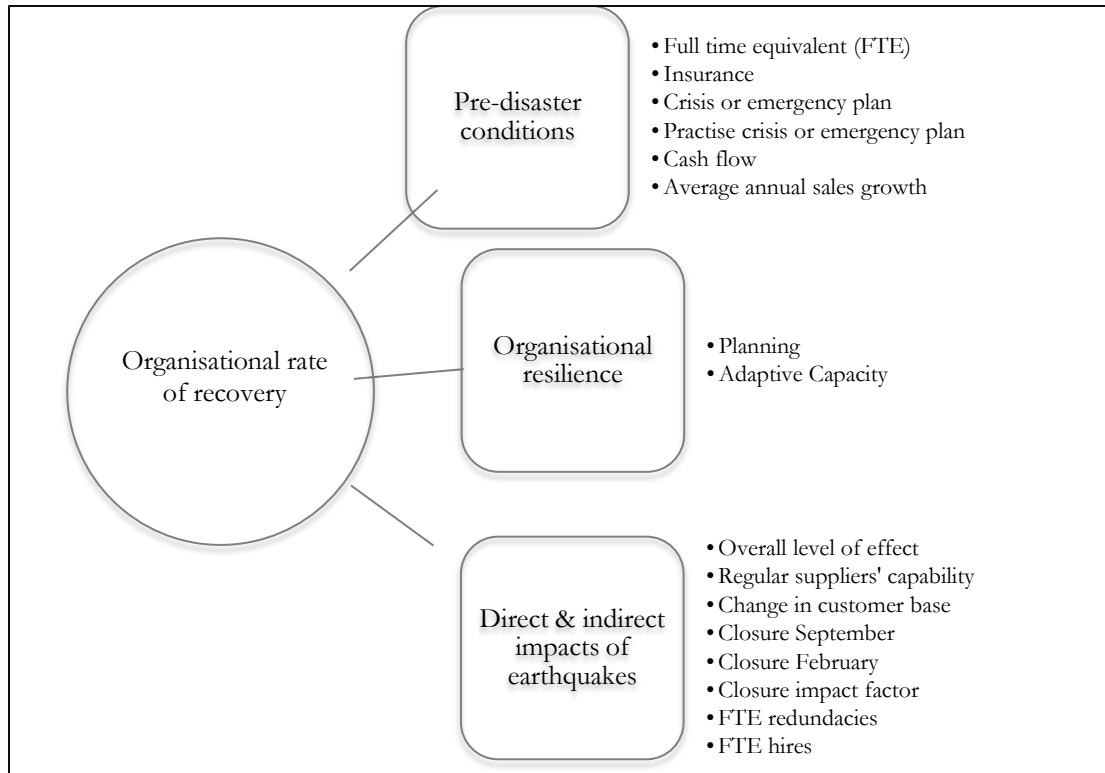 Pre-disaster
conditions
• Full time equivalent (FTE)
• Insurance
• Crisis or emergency plan
• Practise crisis or emergency plan
• Cash flow
• Average annual sales growth
Organisational rate
of recovery
Organisational
resilience
• Planning
• Adaptive Capacity
Direct & indirect
impacts of
earthquakes
• Overall level of effect
• Regular suppliers' capability
• Change in customer base
• Closure September
• Closure February
• Closure impact factor
• FTE redundancies
• FTE hires